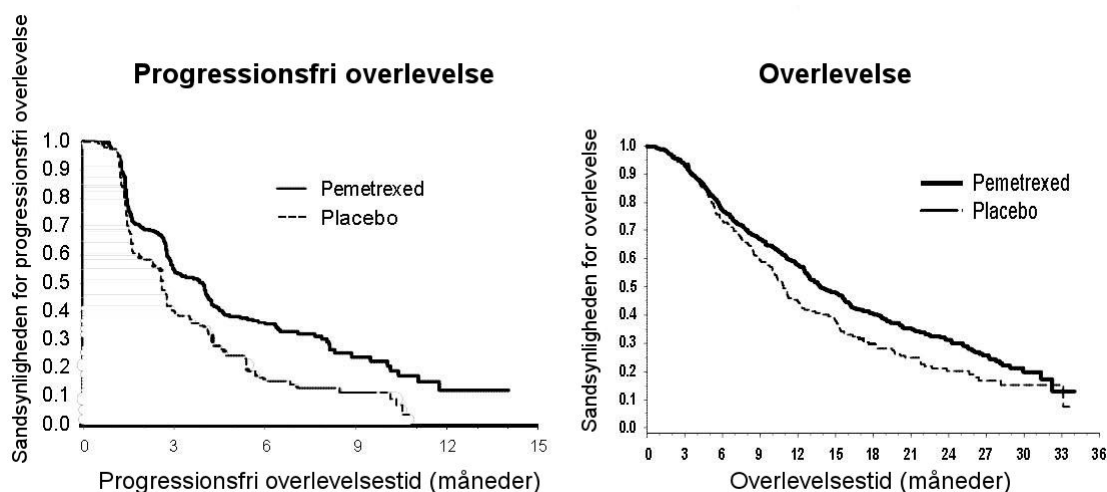 Progressionsfri overlevelse
Sandsynligheden for progressionsfri overlevelse
1.0
0.9
0.8
0.7
0.6
0.5
0.4
0.3
0.2
0.1
0.0
Pemetrexed
Placebo
0 3 6 9 12 15
Progressionsfri overlevelsestid (måneder)
Overlevelse
Sandsynligheden for overlevelse
1.0
0.9
0.8
0.7
0.6
0.5
0.4
0.3
0.2
0.1
0.0
Pemetrexed
Placebo
0 3 6 9 12 15 18 21 24 27 30 33 36
Overlevelsestid (måneder)